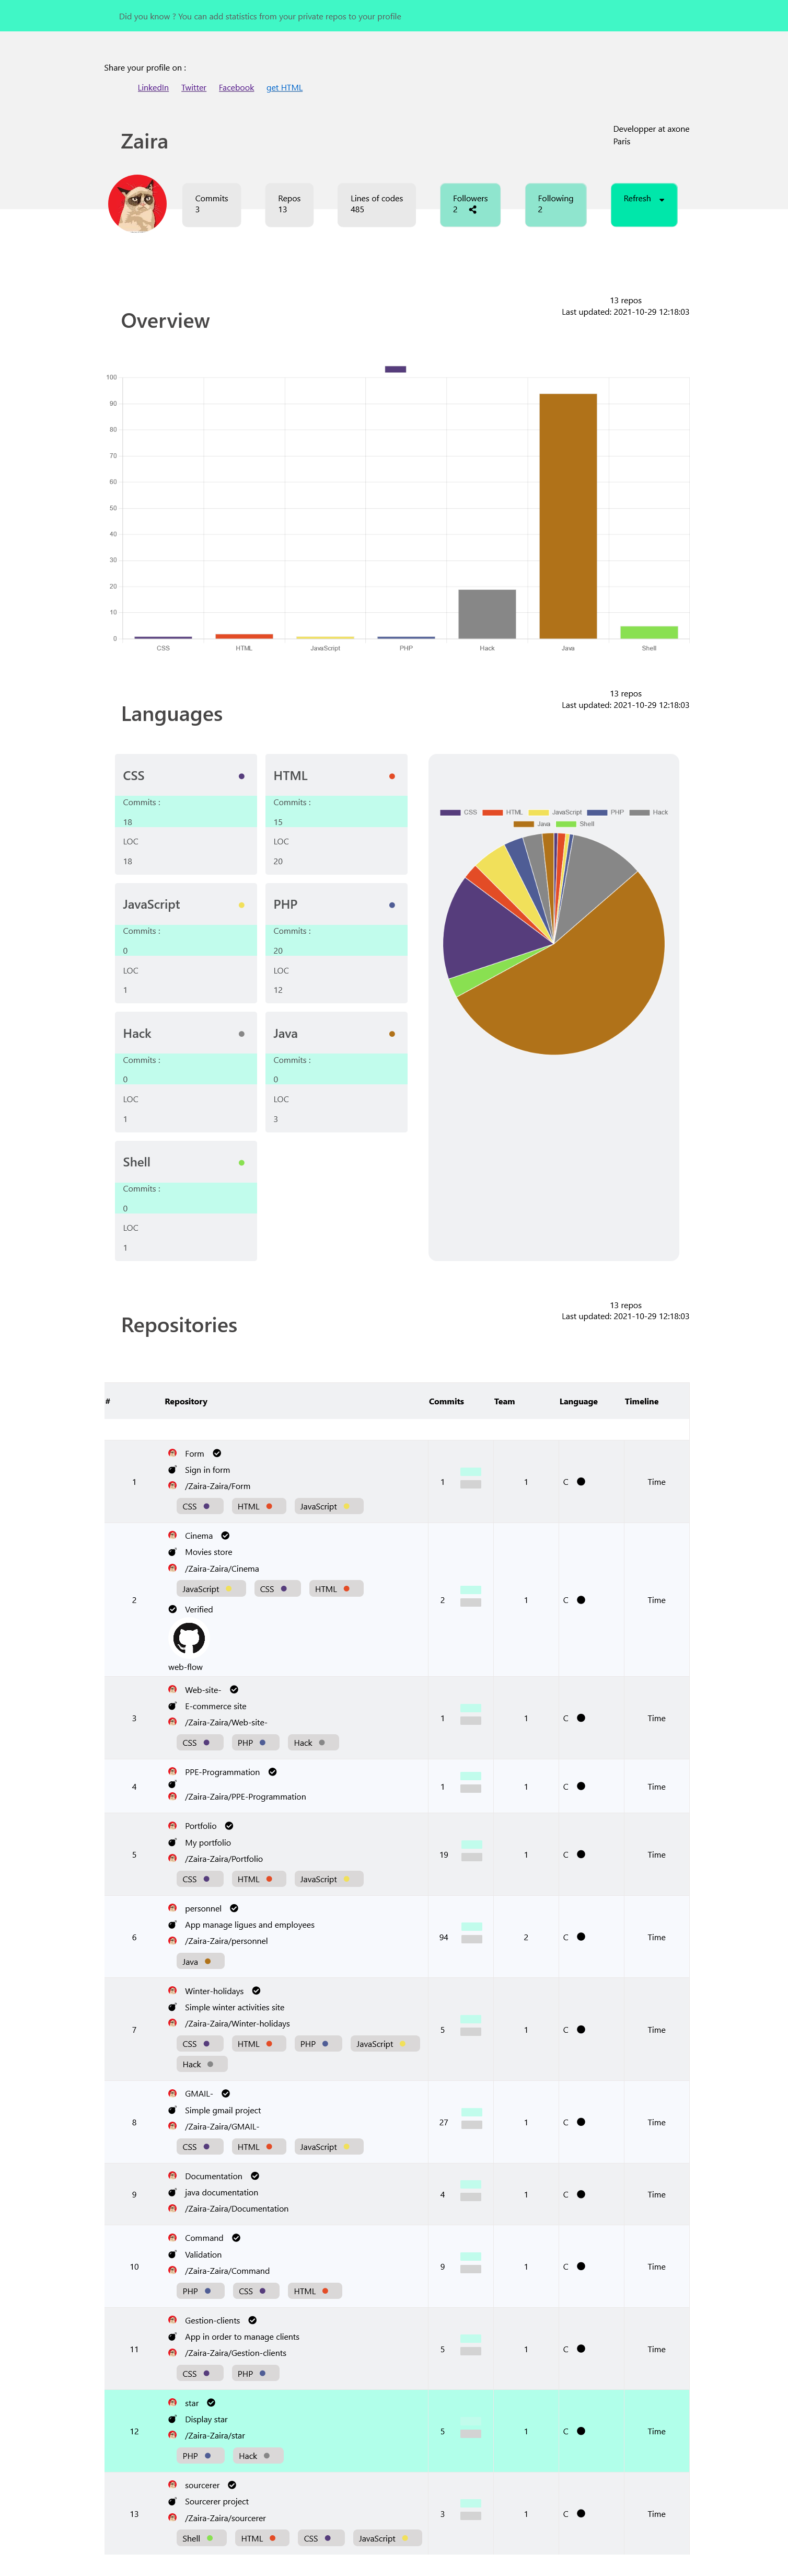 Did you know ? You can add statistics from your private repos to your profile
Share your profile on :
LinkedIn Twitter Facebook get HTML
Zaira
Developper at axone
Paris
Commits
3
Repos
13
Lines of codes
485
Followers
2
Following
2
Refresh
Overview
13 repos
Last updated: 2021-10-29 12:18:03
100
90
80
70
60
50
40
30
20
10
0
CSS HTML JavaScript PHP Hack Java Shell
Languages
13 repos
Last updated: 2021-10-29 12:18:03
CSS
Commits :
18
LOC
18
HTML
Commits :
15
LOC
20
JavaScript
Commits :
0
LOC
1
PHP
Commits :
20
LOC
12
Hack
Commits :
0
LOC
1
Java
Commits :
0
LOC
3
Shell
Commits :
0
LOC
1
CSS HTML JavaScript PHP Hack
Java Shell
Repositories
13 repos
Last updated: 2021-10-29 12:18:03
# Repository Commits Team Language Timeline
Form
Sign in form
1 /Zaira-Zaira/Form 1 1 C Time
CSS HTML JavaScript
Cinema
Movies store
/Zaira-Zaira/Cinema
JavaScript CSS HTML
2 2 1 C Time
Verified
web-flow
Web-site-
E-commerce site
3 /Zaira-Zaira/Web-site- 1 1 C Time
CSS PHP Hack
PPE-Programmation
4 1 1 C Time
/Zaira-Zaira/PPE-Programmation
Portfolio
My portfolio
5 /Zaira-Zaira/Portfolio 19 1 C Time
CSS HTML JavaScript
personnel
App manage ligues and employees
6 /Zaira-Zaira/personnel 94 2 C Time
Java
Winter-holidays
Simple winter activities site
7 /Zaira-Zaira/Winter-holidays 5 1 C Time
CSS HTML PHP JavaScript
Hack
GMAIL-
Simple gmail project
8 /Zaira-Zaira/GMAIL- 27 1 C Time
CSS HTML JavaScript
Documentation
9 java documentation 4 1 C Time
/Zaira-Zaira/Documentation
Command
Validation
10 /Zaira-Zaira/Command 9 1 C Time
PHP CSS HTML
Gestion-clients
App in order to manage clients
11 /Zaira-Zaira/Gestion-clients 5 1 C Time
CSS PHP
star
Display star
12 /Zaira-Zaira/star 5 1 C Time
PHP Hack
sourcerer
Sourcerer project
13 /Zaira-Zaira/sourcerer 3 1 C Time
Shell HTML CSS JavaScript